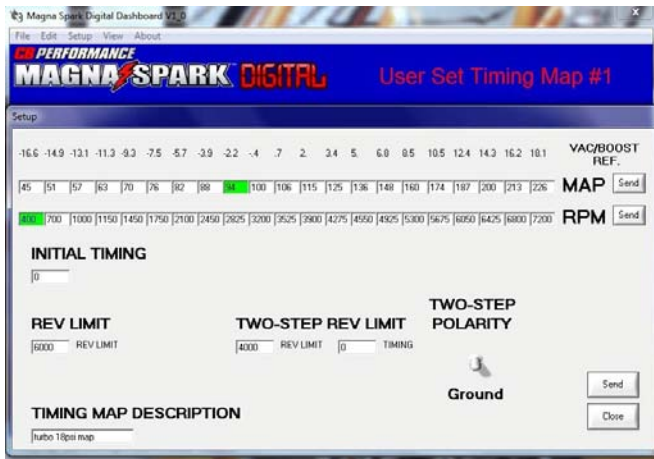 Magna Spark Digital Dashboard V1_0
File Edit Setup View About
CB PERFORMANCE
MAGNA SPARK DIGITAL
User Set Timing Map #1
Setup
-16.6 -14.9 -13.1 -11.3 -9.3 -7.5 -5.7 -3.9 -2.2 -.4 .7 2. 3.4 5. 6.8 8.5 10.5 12.4 14.3 16.2 18.1 VAC/BOOST REF.
45 51 57 63 70 76 82 88 94 100 106 115 125 136 148 160 174 187 200 213 226 MAP Send
400 700 1000 1150 1450 1750 2100 2450 2825 3200 3525 3900 4275 4550 4925 5300 5675 6050 6425 6800 7200 RPM Send
INITIAL TIMING
0
REV LIMIT
6000 REV LIMIT
TWO-STEP REV LIMIT
4000 REV LIMIT 0 TIMING
TWO-STEP
POLARITY
Ground
TIMING MAP DESCRIPTION
turbo 18psi map
Send
Close